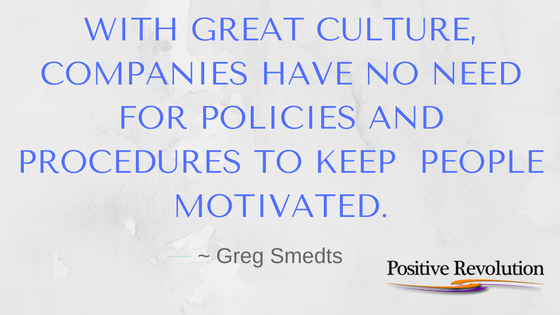 WITH GREAT CULTURE,
COMPANIES HAVE NO NEED
FOR POLICIES AND
PROCEDURES TO KEEP  PEOPLE
MOTIVATED.
~ Greg Smedts
Positive Revolution